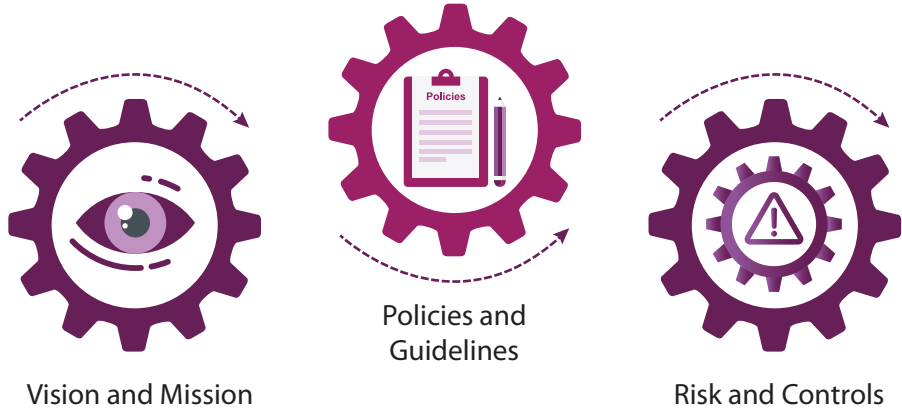 Policies
Policies and
Guidelines
Vision and Mission
Risk and Controls